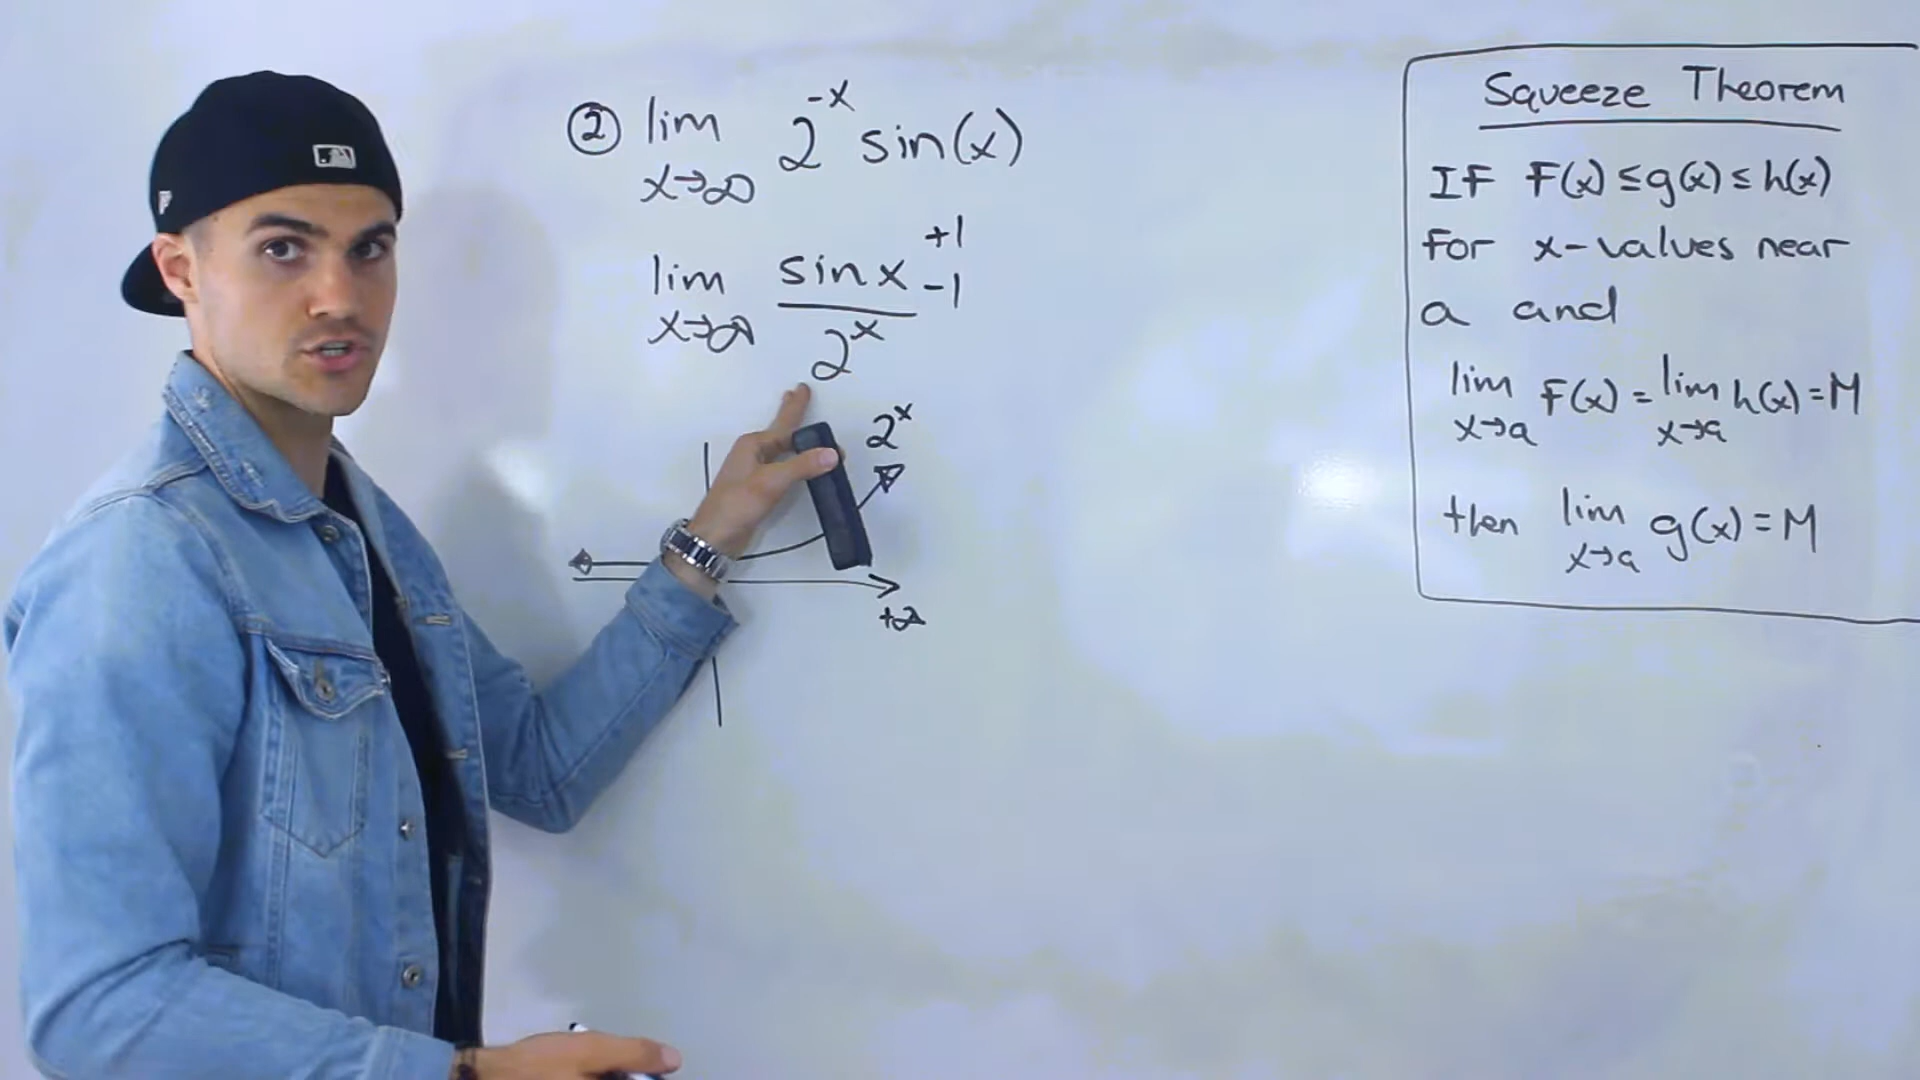 ② lim 2^-x sin(x)
x→∞
+1
lim sinx -1
x→∞ 2^x
2^x
+∞
Squeeze Theorem
IF F(x) ≤ g(x) ≤ h(x)
For x-values near
a and
lim F(x) = lim h(x) = M
x→a x→a
then lim g(x) = M
x→a